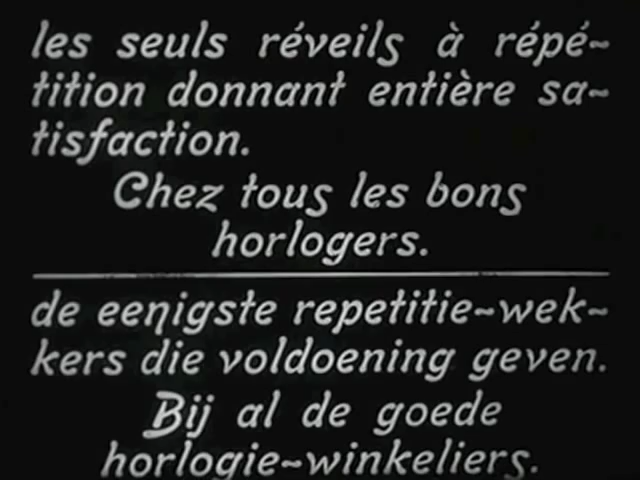 les seuls réveils à répé-
tition donnant entière sa-
tisfaction.
Chez tous les bons
horlogers.
de eenigste repetitie-wek-
kers die voldoening geven.
Bij al de goede
horlogie-winkeliers.